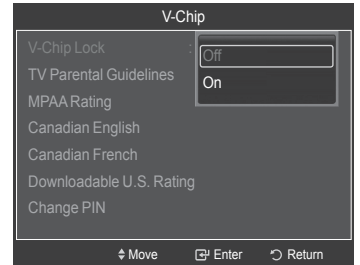 V-Chip
V-Chip Lock : Off
TV Parental Guidelines On
MPAA Rating
Canadian English
Canadian French
Downloadable U.S. Rating
Change PIN
Move Enter Return